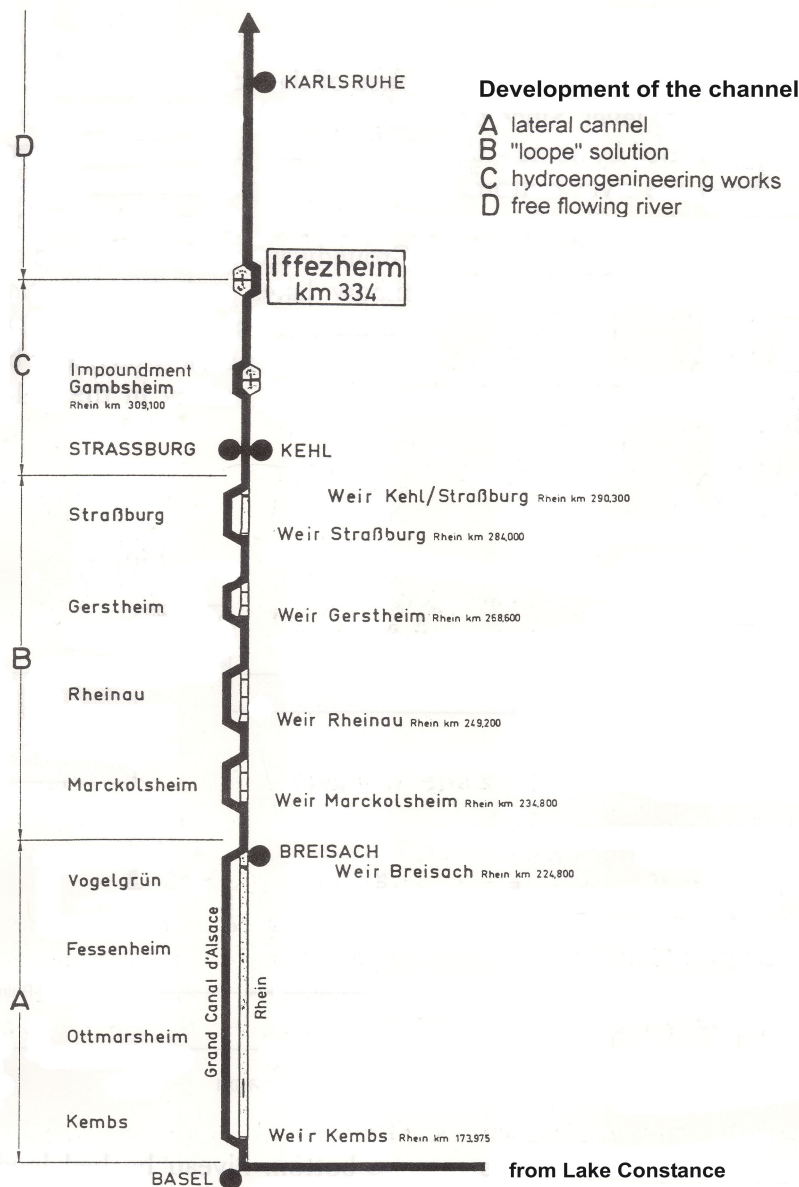 KARLSRUHE
Development of the channel
A lateral cannel
B "loope" solution
C hydroengenineering works
D free flowing river
D
Iffezheim
km 334
C
Impoundment
Gambsheim
Rhein km 309,100
STRASSBURG
KEHL
Weir Kehl/Straßburg Rhein km 290,300
Straßburg
Weir Straßburg Rhein km 284,000
Gerstheim
Weir Gerstheim Rhein km 268,600
B
Rheinau
Weir Rheinau Rhein km 249,200
Marckolsheim
Weir Marckolsheim Rhein km 234,800
BREISACH
Weir Breisach Rhein km 224,800
Vogelgrün
Fessenheim
Grand Canal d'Alsace
Rhein
A
Ottmarsheim
Kembs
Weir Kembs Rhein km 173,975
BASEL
from Lake Constance